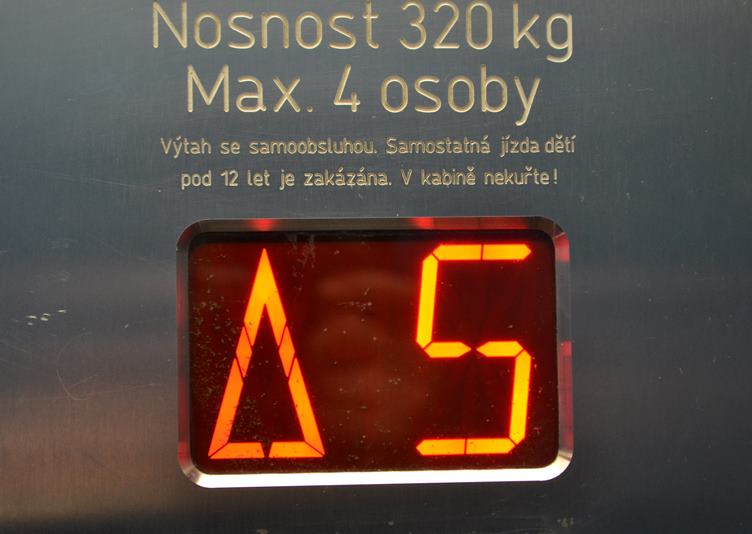 Nosnost 320 kg
Max. 4 osoby
Výtah se samoobsluhou. Samostatná jízda dětí
pod 12 let je zakázána. V kabině nekuřte!
5